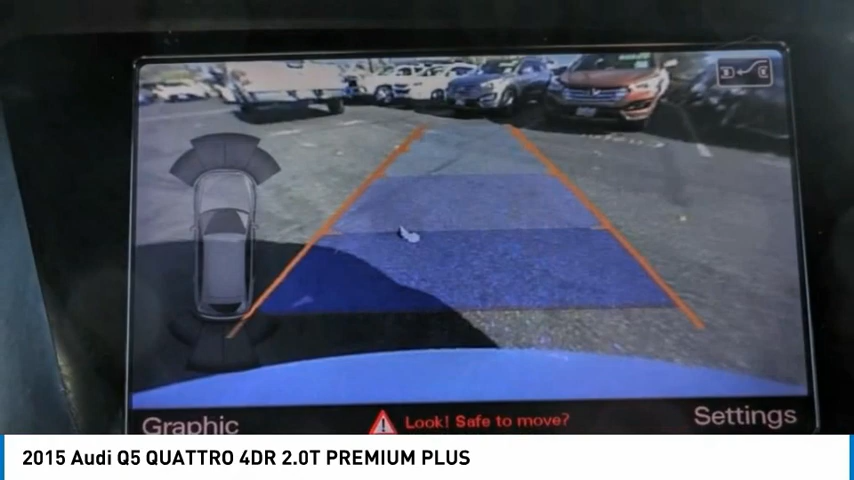 Graphic
Look! Safe to move?
Settings
2015 Audi Q5 QUATTRO 4DR 2.0T PREMIUM PLUS